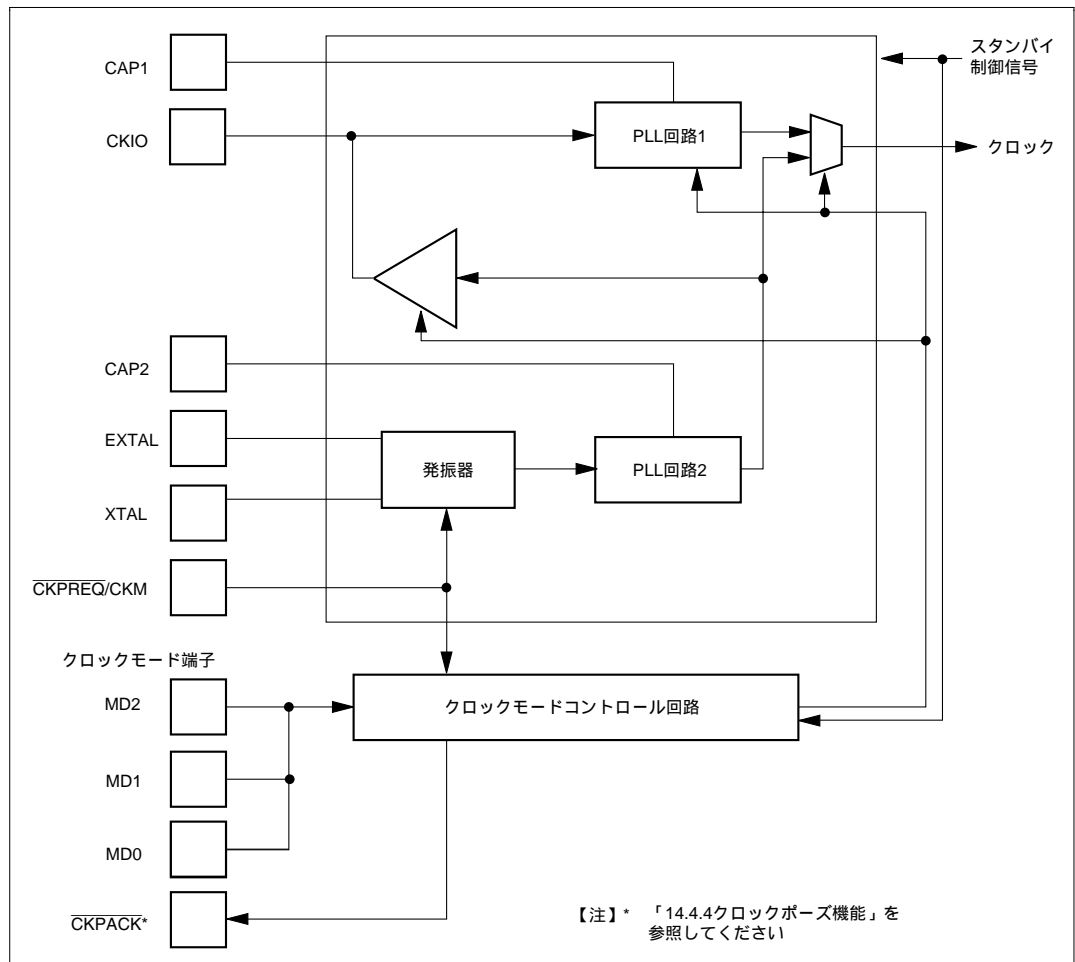 スタンバイ
制御信号
CAP1
CKIO
PLL回路1
クロック
CAP2
EXTAL
発振器
PLL回路2
XTAL
CKPREQ/CKM
クロックモード端子
MD2
クロックモードコントロール回路
MD1
MD0
CKPACK*
【注】* 「14.4.4クロックポーズ機能」を
参照してください